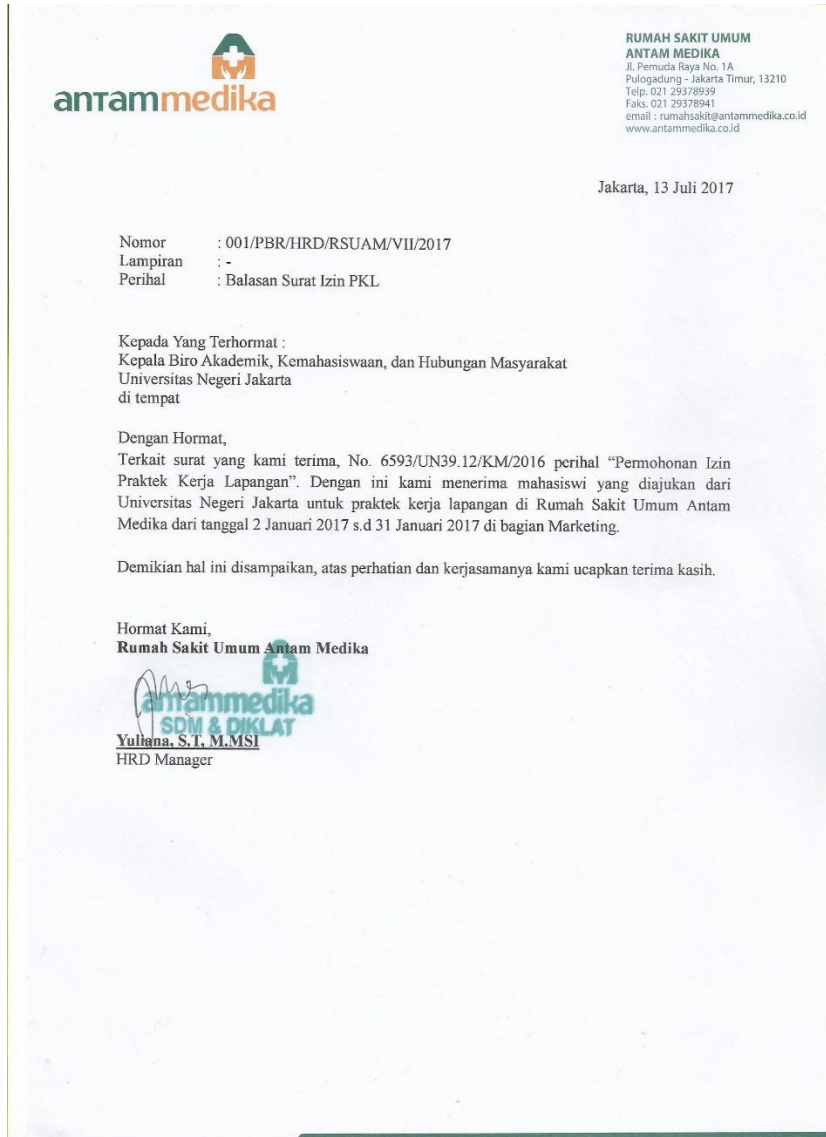 antammedika
RUMAH SAKIT UMUM
ANTAM MEDIKA
Jl. Pemuda Raya No. 1A
Pulogadung - Jakarta Timur, 13210
Telp. 021 29378939
Faks. 021 29378941
email : rumahsakit@antammedika.co.id
www.antammedika.co.id
Jakarta, 13 Juli 2017
Nomor : 001/PBR/HRD/RSUAM/VII/2017
Lampiran : -
Perihal : Balasan Surat Izin PKL
Kepada Yang Terhormat :
Kepala Biro Akademik, Kemahasiswaan, dan Hubungan Masyarakat
Universitas Negeri Jakarta
di tempat
Dengan Hormat,
Terkait surat yang kami terima, No. 6593/UN39.12/KM/2016 perihal “Permohonan Izin
Praktek Kerja Lapangan”. Dengan ini kami menerima mahasiswi yang diajukan dari
Universitas Negeri Jakarta untuk praktek kerja lapangan di Rumah Sakit Umum Antam
Medika dari tanggal 2 Januari 2017 s.d 31 Januari 2017 di bagian Marketing.
Demikian hal ini disampaikan, atas perhatian dan kerjasamanya kami ucapkan terima kasih.
Hormat Kami,
Rumah Sakit Umum Antam Medika
antammedika
SDM & DIKLAT
Yuliana, S.T, M.MSI
HRD Manager